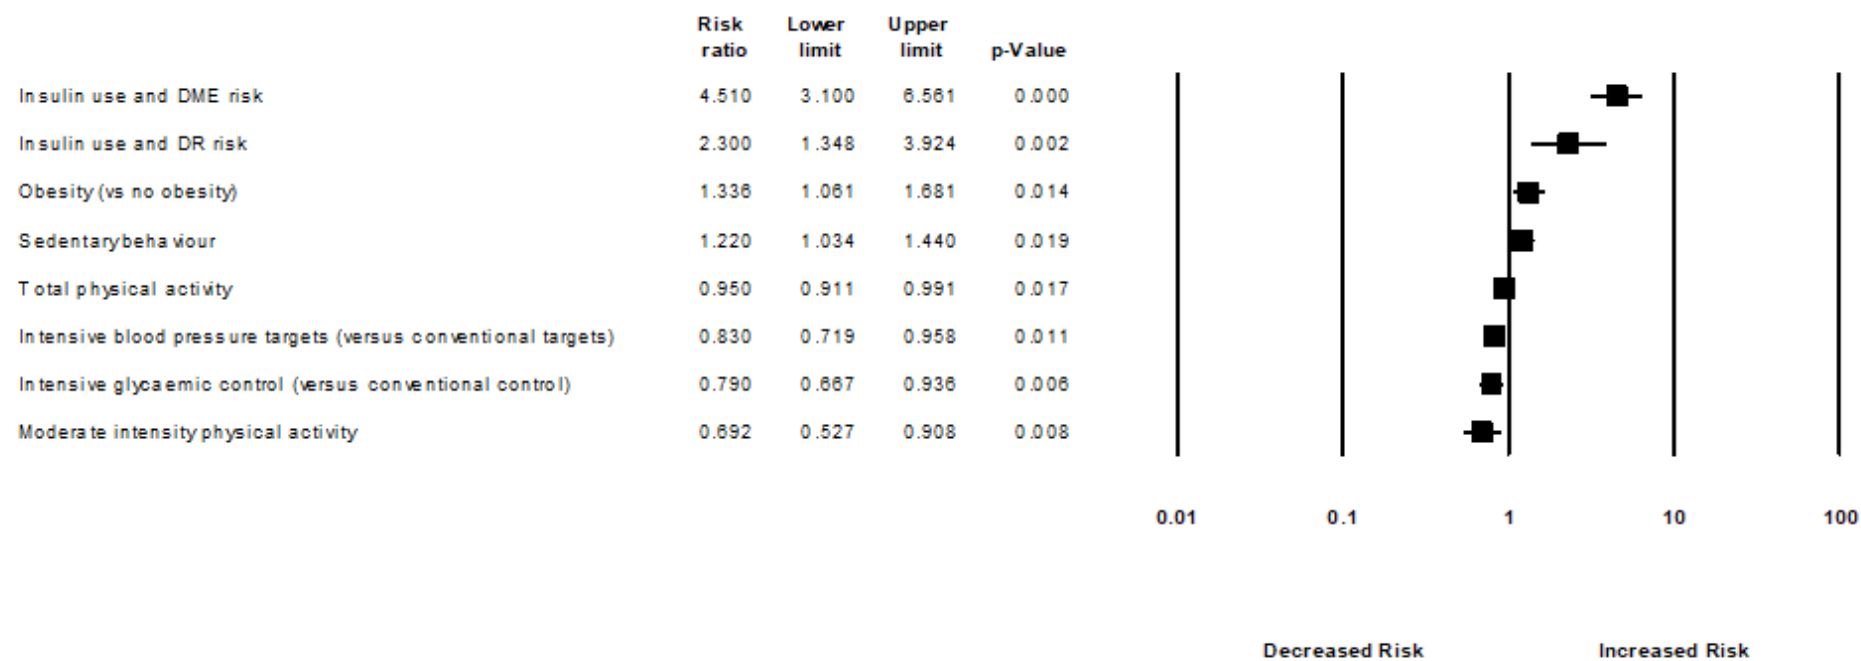 Risk Lower Upper
ratio limit limit p-Value
Insulin use and DME risk 4.510 3.100 6.561 0.000
Insulin use and DR risk 2.300 1.348 3.924 0.002
Obesity (vs no obesity) 1.336 1.061 1.681 0.014
Sedentary behaviour 1.220 1.034 1.440 0.019
Total physical activity 0.950 0.911 0.991 0.017
Intensive blood pressure targets (versus conventional targets) 0.830 0.719 0.958 0.011
Intensive glycaemic control (versus conventional control) 0.790 0.667 0.936 0.006
Moderate intensity physical activity 0.692 0.527 0.908 0.008
0.01 0.1 1 10 100
Decreased Risk Increased Risk